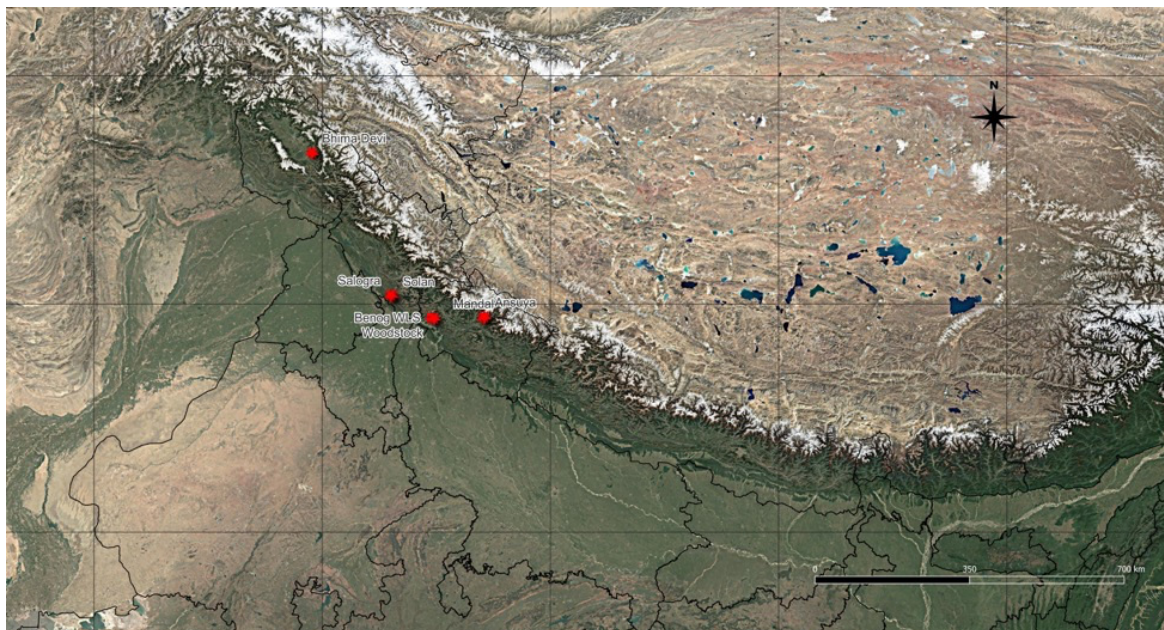 N
Bhima Devi
Salogra
Solan
Mandal
Ansuya
Benog WLS
Woodstock
0
350
700 km